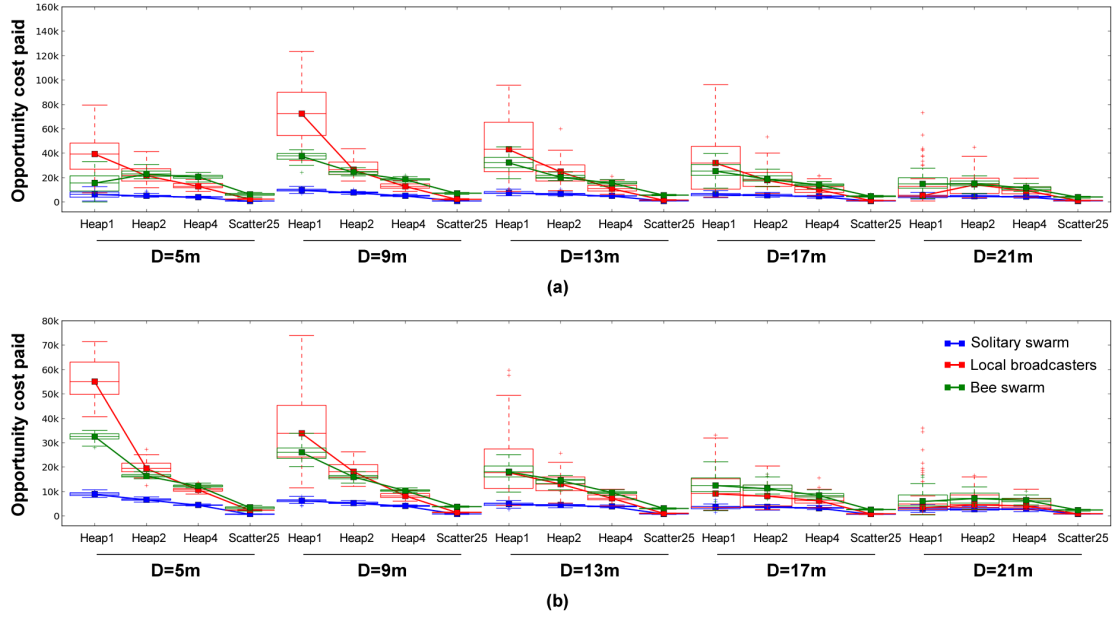 Opportunity cost paid
160k
140k
120k
100k
80k
60k
40k
20k
0
Heap1 Heap2 Heap4 Scatter25 Heap1 Heap2 Heap4 Scatter25 Heap1 Heap2 Heap4 Scatter25 Heap1 Heap2 Heap4 Scatter25 Heap1 Heap2 Heap4 Scatter25
D=5m D=9m D=13m D=17m D=21m
(a)
Opportunity cost paid
80k
70k
60k
50k
40k
30k
20k
10k
0
Solitary swarm
Local broadcasters
Bee swarm
Heap1 Heap2 Heap4 Scatter25 Heap1 Heap2 Heap4 Scatter25 Heap1 Heap2 Heap4 Scatter25 Heap1 Heap2 Heap4 Scatter25 Heap1 Heap2 Heap4 Scatter25
D=5m D=9m D=13m D=17m D=21m
(b)